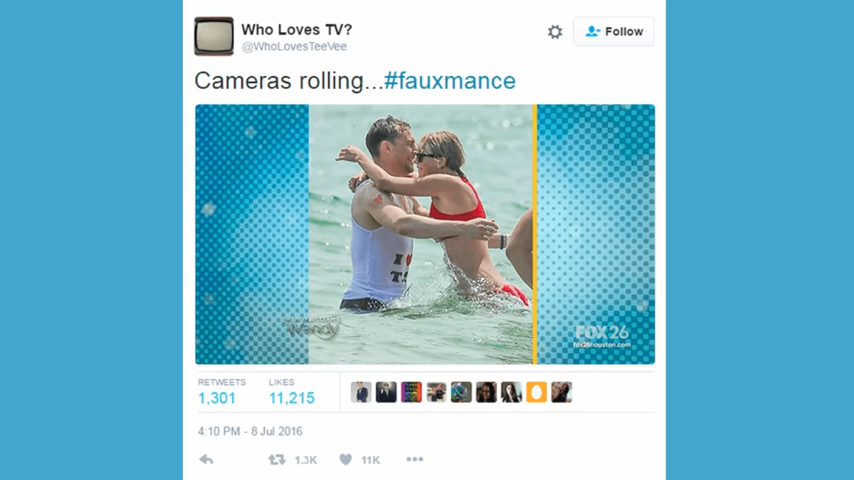 Who Loves TV?
@WhoLovesTeeVee
Follow
Cameras rolling...#fauxmance
I
TS
Wendy
FOX 26
fox26houston.com
RETWEETS
LIKES
1,301
11,215
4:10 PM - 8 Jul 2016
1.3K
11K